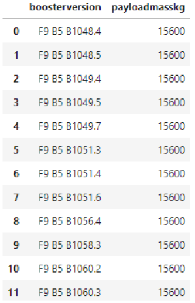 boosterversion payloadmasskg
0 F9 B5 B1048.4 15600
1 F9 B5 B1048.5 15600
2 F9 B5 B1049.4 15600
3 F9 B5 B1049.5 15600
4 F9 B5 B1049.7 15600
5 F9 B5 B1051.3 15600
6 F9 B5 B1051.4 15600
7 F9 B5 B1051.6 15600
8 F9 B5 B1056.4 15600
9 F9 B5 B1058.3 15600
10 F9 B5 B1060.2 15600
11 F9 B5 B1060.3 15600